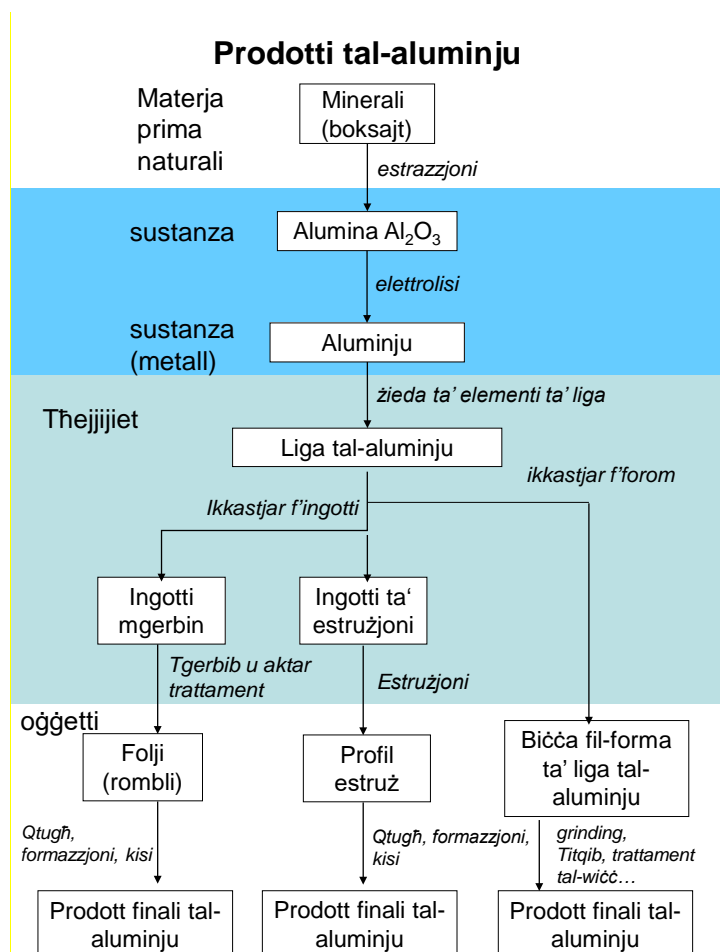 Prodotti tal-aluminju
Materja
prima
naturali
Minerali
(boksajt)
estrazzjoni
sustanza
Alumina Al₂O₃
elettrolisi
sustanza
(metall)
Aluminju
żieda ta’ elementi ta’ liga
Tħejjijiet
Liga tal-aluminju
ikkastjar f’forom
Ikkastjar f’ingotti
Ingotti
mgerbin
Ingotti ta‘
estrużjoni
Tgerbib u aktar
trattament
Estrużjoni
oġġetti
Folji
(rombli)
Profil
estruż
Biċċa fil-forma
ta’ liga tal-
aluminju
Qtugħ,
formazzjoni, kisi
Qtugħ, formazzjoni,
kisi
grinding,
Titqib, trattament
tal-wiċċ…
Prodott finali tal-
aluminju
Prodott finali tal-
aluminju
Prodott finali tal-
aluminju